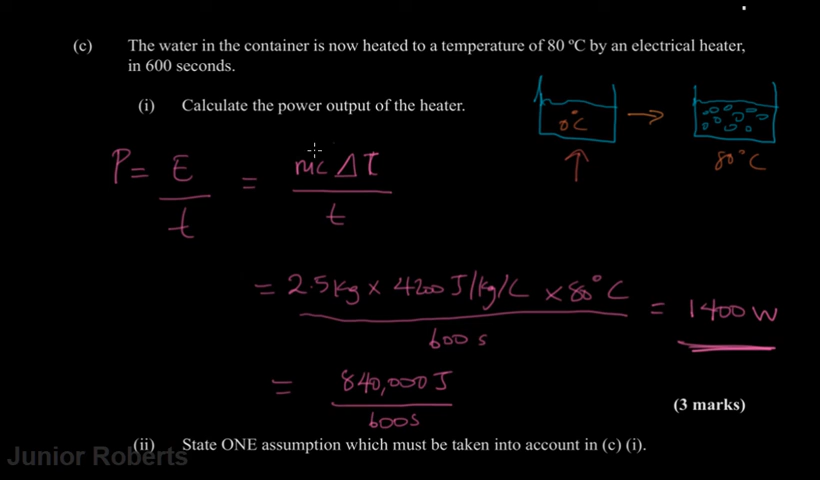 (c) The water in the container is now heated to a temperature of 80 ºC by an electrical heater,
in 600 seconds.
(i) Calculate the power output of the heater.
0°C → 80°C
P = E/t = mcΔT/t
= 2.5kg × 4200 J/kg/C × 80°C / 600 s = 1400 W
= 840,000 J / 600s
(3 marks)
(ii) State ONE assumption which must be taken into account in (c) (i).
Junior Roberts